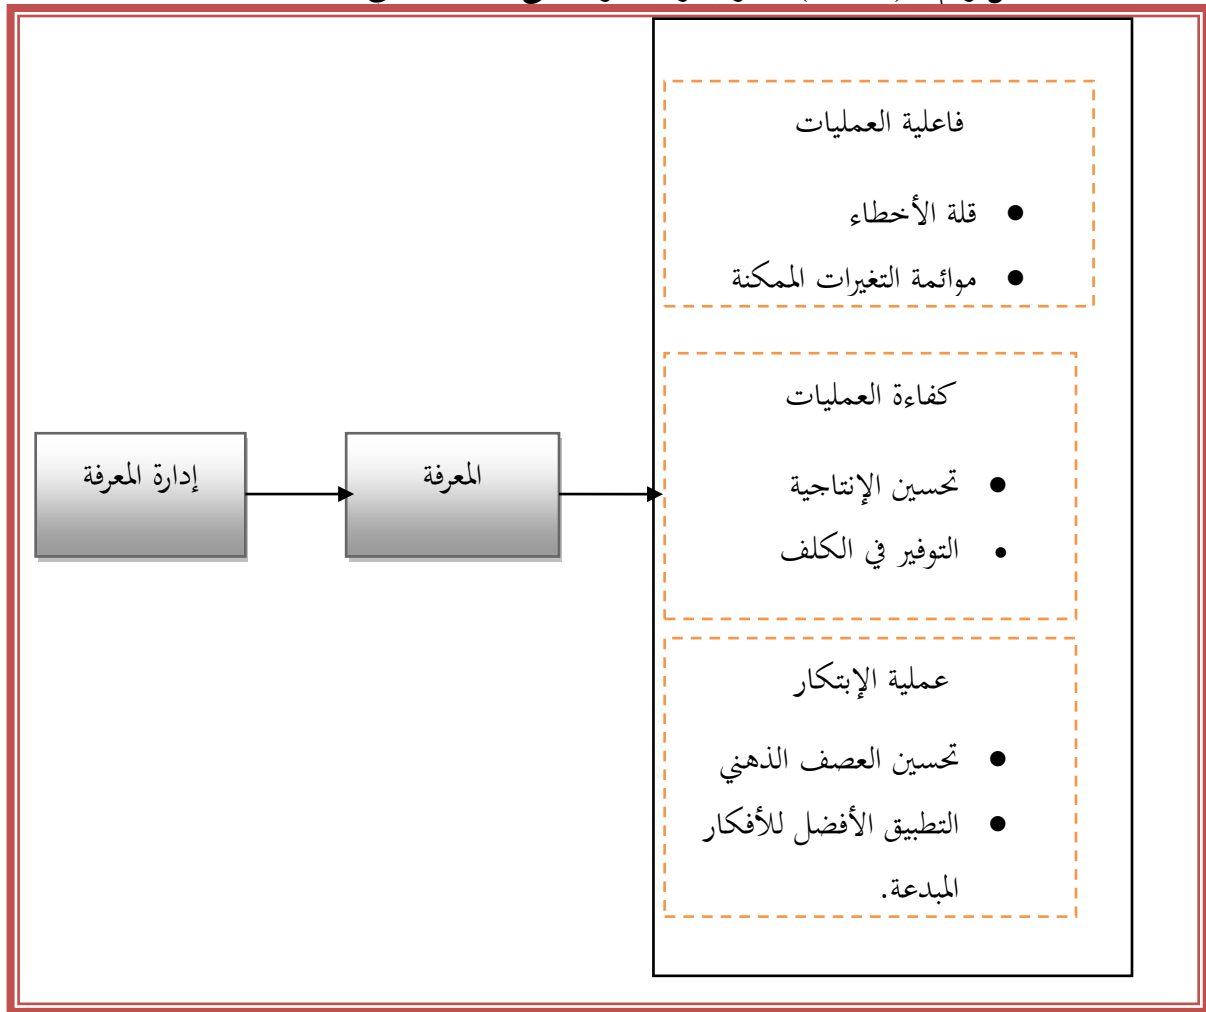 فاعلية العمليات
● قلة الأخطاء
● موائمة التغيرات الممكنة
كفاءة العمليات
● تحسين الإنتاجية
● التوفير في الكلف
إدارة المعرفة
المعرفة
عملية الإبتكار
● تحسين العصف الذهني
● التطبيق الأفضل للأفكار
المبدعة.